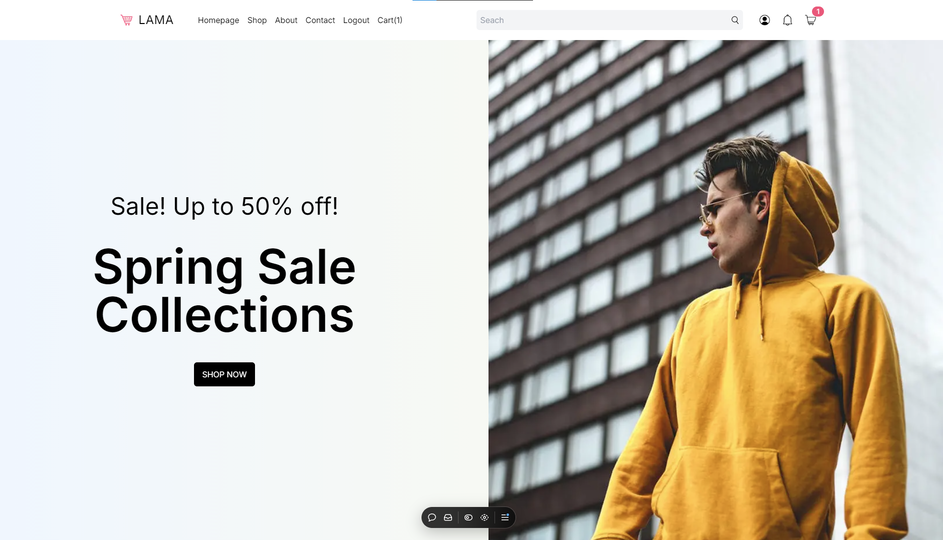 LAMA
Homepage Shop About Contact Logout Cart(1)
Seach
1
Sale! Up to 50% off!
Spring Sale
Collections
SHOP NOW